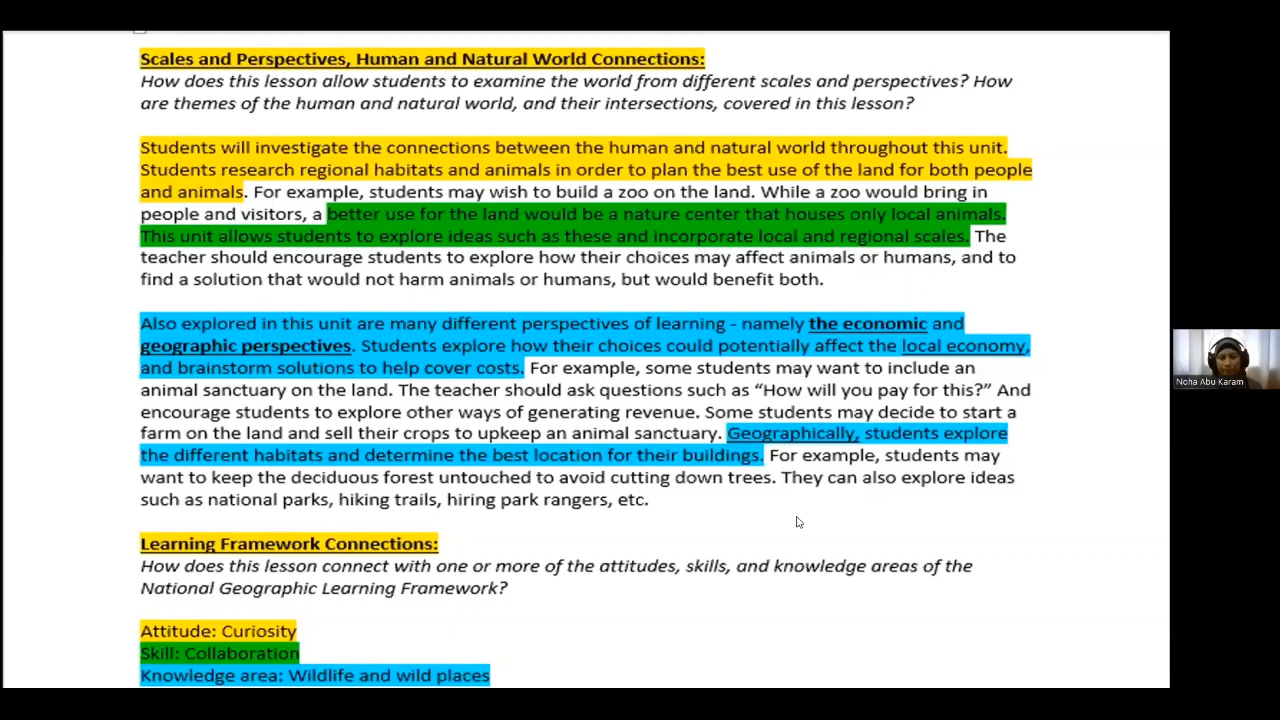 Scales and Perspectives, Human and Natural World Connections:
How does this lesson allow students to examine the world from different scales and perspectives? How
are themes of the human and natural world, and their intersections, covered in this lesson?
Students will investigate the connections between the human and natural world throughout this unit.
Students research regional habitats and animals in order to plan the best use of the land for both people
and animals. For example, students may wish to build a zoo on the land. While a zoo would bring in
people and visitors, a better use for the land would be a nature center that houses only local animals.
This unit allows students to explore ideas such as these and incorporate local and regional scales. The
teacher should encourage students to explore how their choices may affect animals or humans, and to
find a solution that would not harm animals or humans, but would benefit both.
Also explored in this unit are many different perspectives of learning - namely the economic and
geographic perspectives. Students explore how their choices could potentially affect the local economy,
and brainstorm solutions to help cover costs. For example, some students may want to include an
animal sanctuary on the land. The teacher should ask questions such as “How will you pay for this?” And
encourage students to explore other ways of generating revenue. Some students may decide to start a
farm on the land and sell their crops to upkeep an animal sanctuary. Geographically, students explore
the different habitats and determine the best location for their buildings. For example, students may
want to keep the deciduous forest untouched to avoid cutting down trees. They can also explore ideas
such as national parks, hiking trails, hiring park rangers, etc.
Learning Framework Connections:
How does this lesson connect with one or more of the attitudes, skills, and knowledge areas of the
National Geographic Learning Framework?
Attitude: Curiosity
Skill: Collaboration
Knowledge area: Wildlife and wild places
Noha Abu Karam